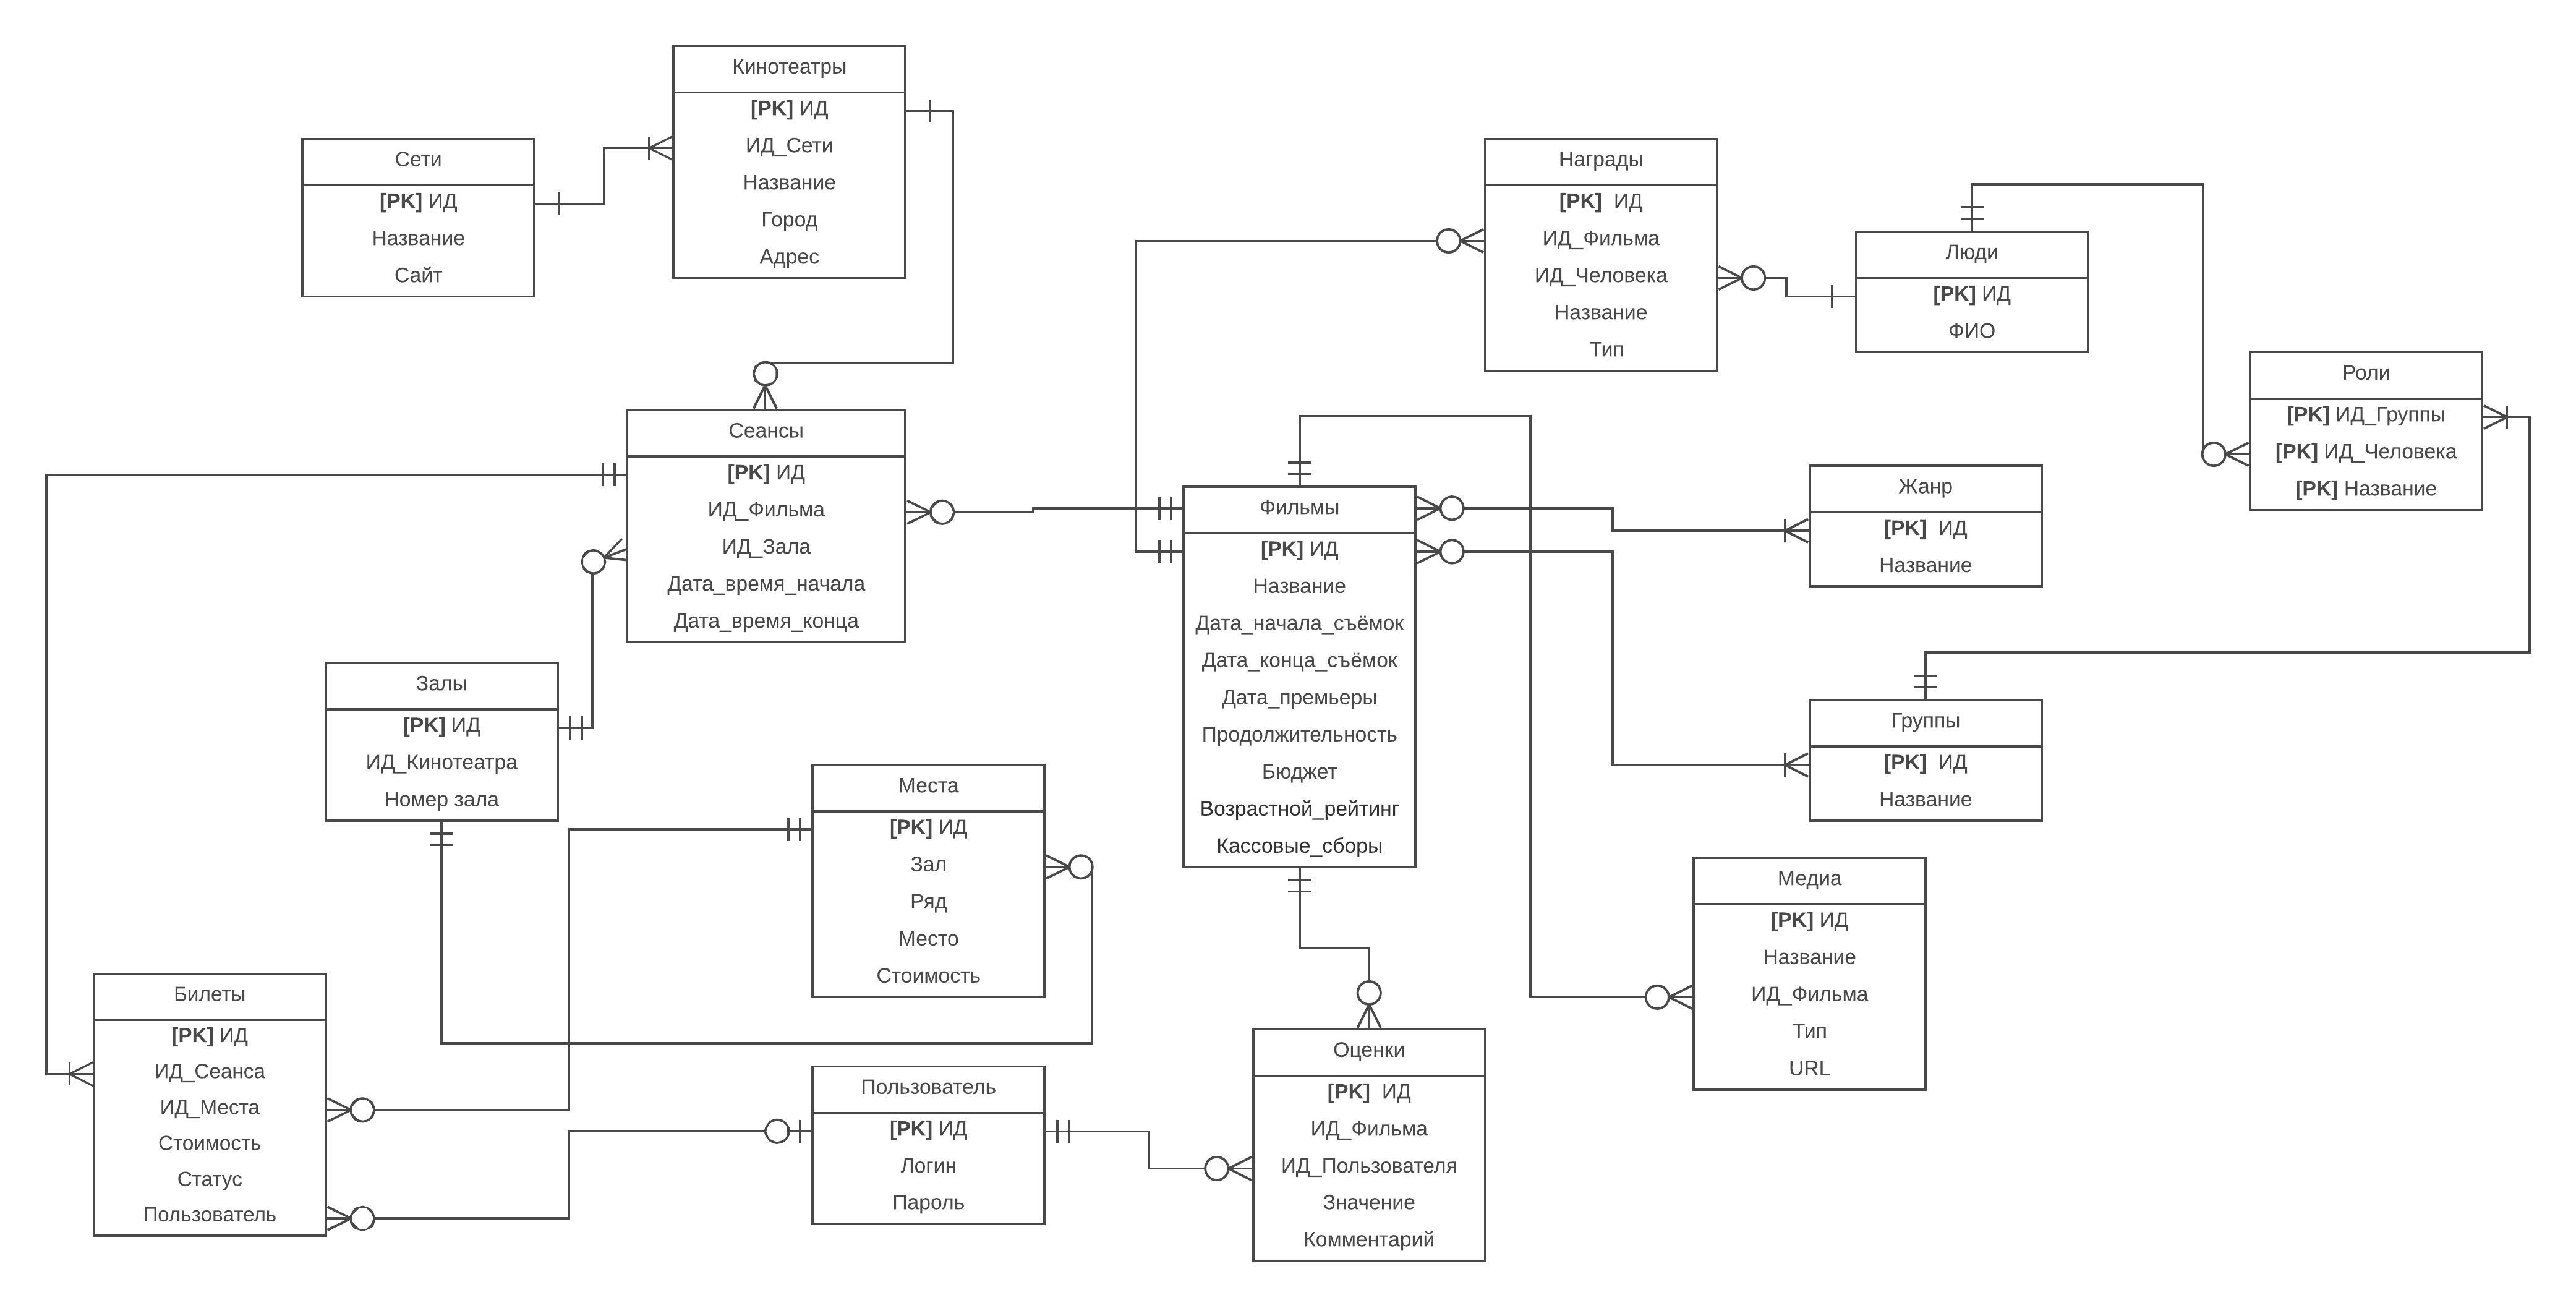 Кинотеатры
[PK] ИД
ИД_Сети
Название
Город
Адрес
Сети
[PK] ИД
Название
Сайт
Награды
[PK] ИД
ИД_Фильма
ИД_Человека
Название
Тип
Люди
[PK] ИД
ФИО
Роли
[PK] ИД_Группы
[PK] ИД_Человека
[PK] Название
Сеансы
[PK] ИД
ИД_Фильма
ИД_Зала
Дата_время_начала
Дата_время_конца
Фильмы
[PK] ИД
Название
Дата_начала_съёмок
Дата_конца_съёмок
Дата_премьеры
Продолжительность
Бюджет
Возрастной_рейтинг
Кассовые_сборы
Жанр
[PK] ИД
Название
Залы
[PK] ИД
ИД_Кинотеатра
Номер зала
Группы
[PK] ИД
Название
Места
[PK] ИД
Зал
Ряд
Место
Стоимость
Медиа
[PK] ИД
Название
ИД_Фильма
Тип
URL
Билеты
[PK] ИД
ИД_Сеанса
ИД_Места
Стоимость
Статус
Пользователь
Пользователь
[PK] ИД
Логин
Пароль
Оценки
[PK] ИД
ИД_Фильма
ИД_Пользователя
Значение
Комментарий